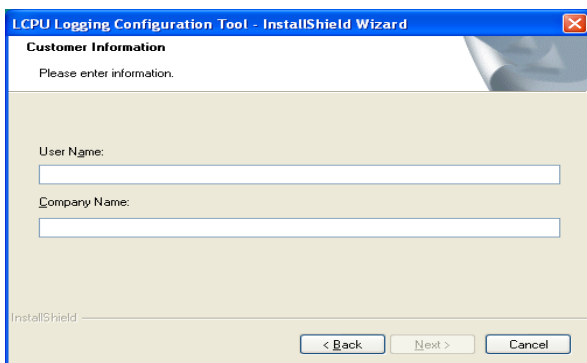 LCPU Logging Configuration Tool - InstallShield Wizard
Customer Information
Please enter information.
User Name:
Company Name:
InstallShield
< Back Next > Cancel